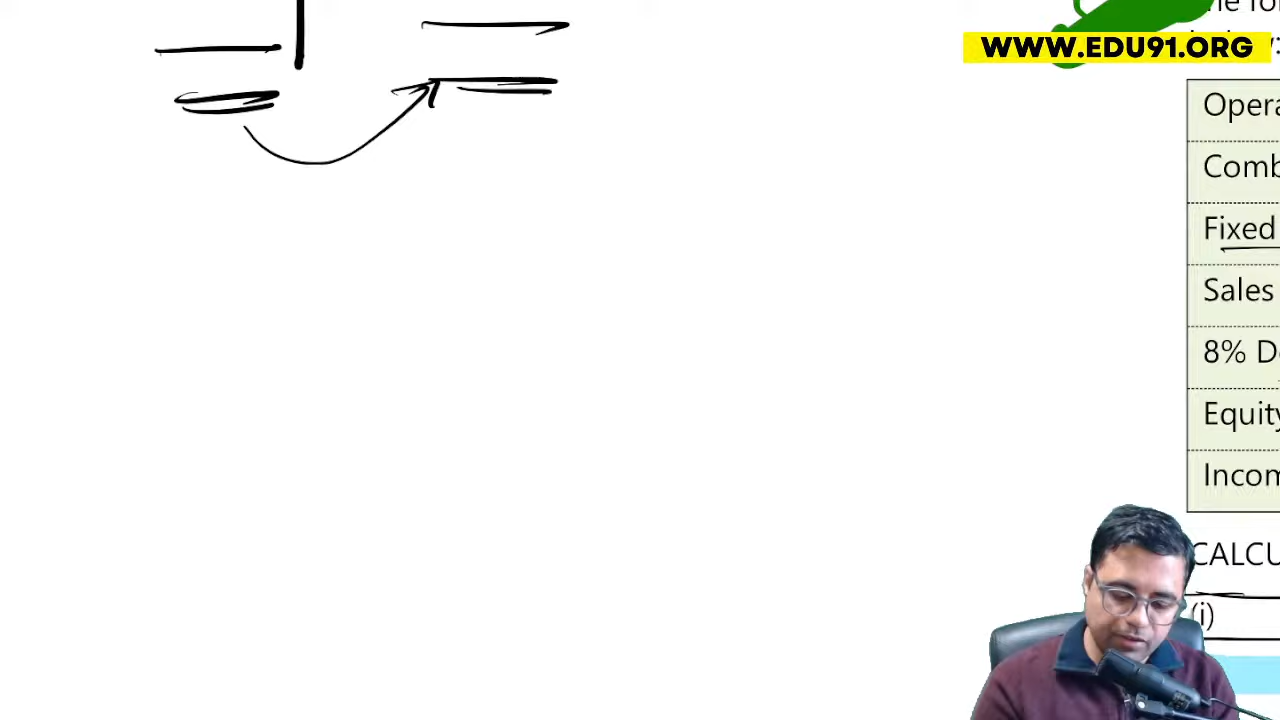 WWW.EDU91.ORG
Opera
Comb
Fixed
Sales
8% D
Equity
Incom
CALCU
(i)